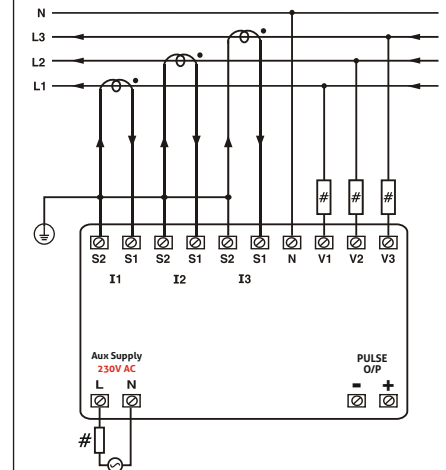 N
L3
L2
L1
# # #
S2 S1 S2 S1 S2 S1 N V1 V2 V3
I1 I2 I3
Aux Supply
230V AC
L N
PULSE
O/P
- +
#